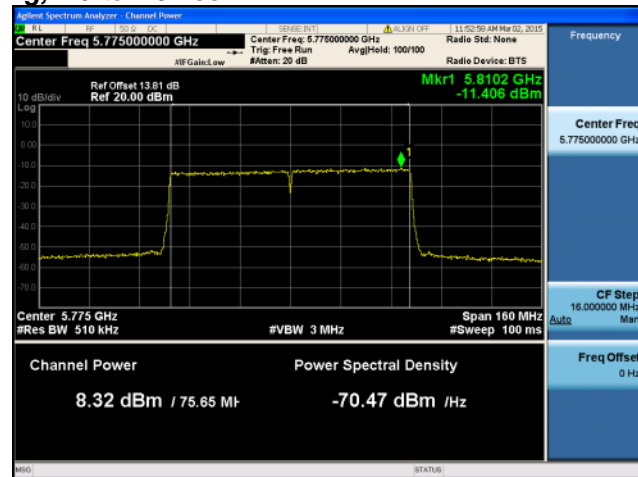 Agilent Spectrum Analyzer - Channel Power
RL RF 50 Ω DC SENSE:INT ALIGN OFF 11:52:58 AM Mar 02, 2015
Center Freq 5.775000000 GHz
Center Freq: 5.775000000 GHz
Radio Std: None
Trig: Free Run Avg|Hold: 100/100
#IFGain:Low #Atten: 20 dB Radio Device: BTS
Ref Offset 13.81 dB
10 dB/div Ref 20.00 dBm
Mkr1 5.8102 GHz
-11.406 dBm
Log
10.0
0.00
-10.0
-20.0
-30.0
-40.0
-50.0
-60.0
-70.0
1
Center 5.775 GHz Span 160 MHz
#Res BW 510 kHz #VBW 3 MHz #Sweep 100 ms
Channel Power Power Spectral Density
8.32 dBm / 75.65 MH -70.47 dBm /Hz
MSG STATUS
Frequency
Center Freq
5.775000000 GHz
CF Step
16.000000 MHz
Auto Man
Freq Offset
0 Hz